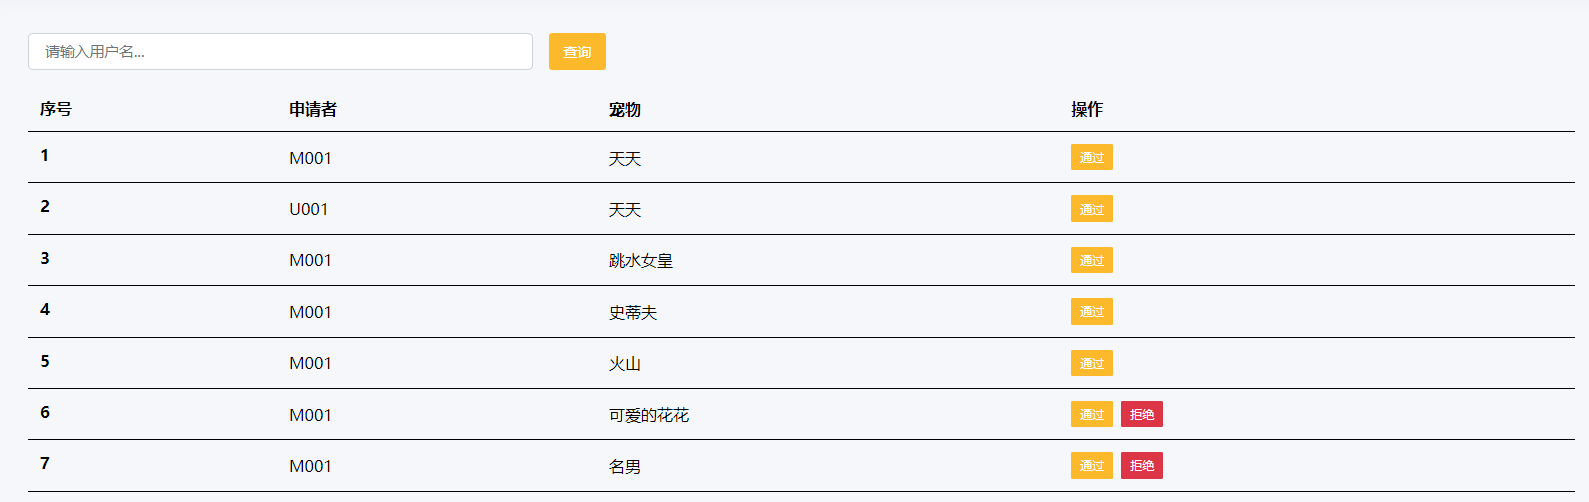 请输入用户名... 查询
序号 申请者 宠物 操作
1 M001 天天 通过
2 U001 天天 通过
3 M001 跳水女皇 通过
4 M001 史蒂夫 通过
5 M001 火山 通过
6 M001 可爱的花花 通过 拒绝
7 M001 名男 通过 拒绝